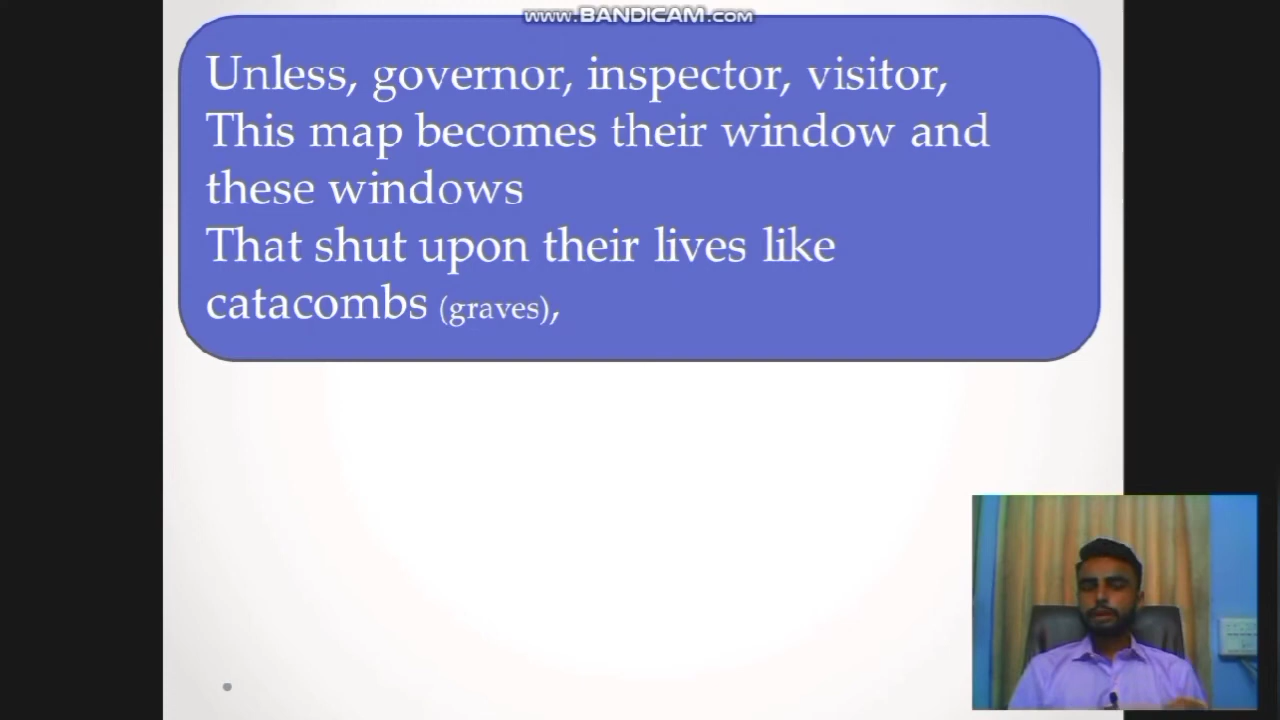 www.BANDICAM.com
Unless, governor, inspector, visitor,
This map becomes their window and
these windows
That shut upon their lives like
catacombs (graves),